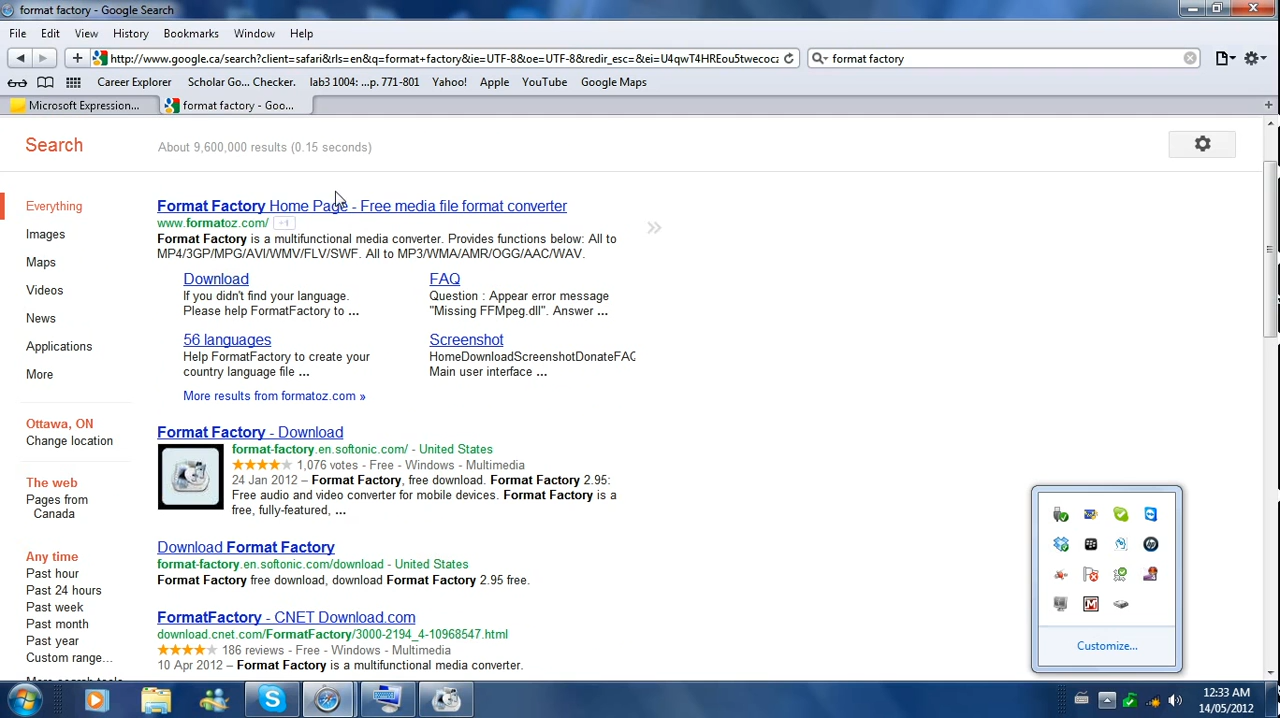 format factory - Google Search
File Edit View History Bookmarks Window Help
http://www.google.ca/search?client=safari&rls=en&q=format+factory&ie=UTF-8&oe=UTF-8&redir_esc=&ei=U4qwT4HREou5twecocz
format factory
Career Explorer Scholar Go... Checker. lab3 1004: ...p. 771-801 Yahoo! Apple YouTube Google Maps
Microsoft Expression...
format factory - Goo...
Search
About 9,600,000 results (0.15 seconds)
Everything
Images
Maps
Videos
News
Applications
More
Ottawa, ON
Change location
The web
Pages from
Canada
Any time
Past hour
Past 24 hours
Past week
Past month
Past year
Custom range...
More search tools
Format Factory Home Page - Free media file format converter
www.formatoz.com/ +1
Format Factory is a multifunctional media converter. Provides functions below: All to
MP4/3GP/MPG/AVI/WMV/FLV/SWF. All to MP3/WMA/AMR/OGG/AAC/WAV.
Download
If you didn't find your language.
Please help FormatFactory to ...
FAQ
Question : Appear error message
"Missing FFMpeg.dll". Answer ...
56 languages
Help FormatFactory to create your
country language file ...
Screenshot
HomeDownloadScreenshotDonateFAQ
Main user interface ...
More results from formatoz.com »
Format Factory - Download
format-factory.en.softonic.com/ - United States
1,076 votes - Free - Windows - Multimedia
24 Jan 2012 – Format Factory, free download. Format Factory 2.95:
Free audio and video converter for mobile devices. Format Factory is a
free, fully-featured, ...
Download Format Factory
format-factory.en.softonic.com/download - United States
Format Factory free download, download Format Factory 2.95 free.
FormatFactory - CNET Download.com
download.cnet.com/FormatFactory/3000-2194_4-10968547.html
186 reviews - Free - Windows - Multimedia
10 Apr 2012 – Format Factory is a multifunctional media converter.
Customize...
12:33 AM
14/05/2012